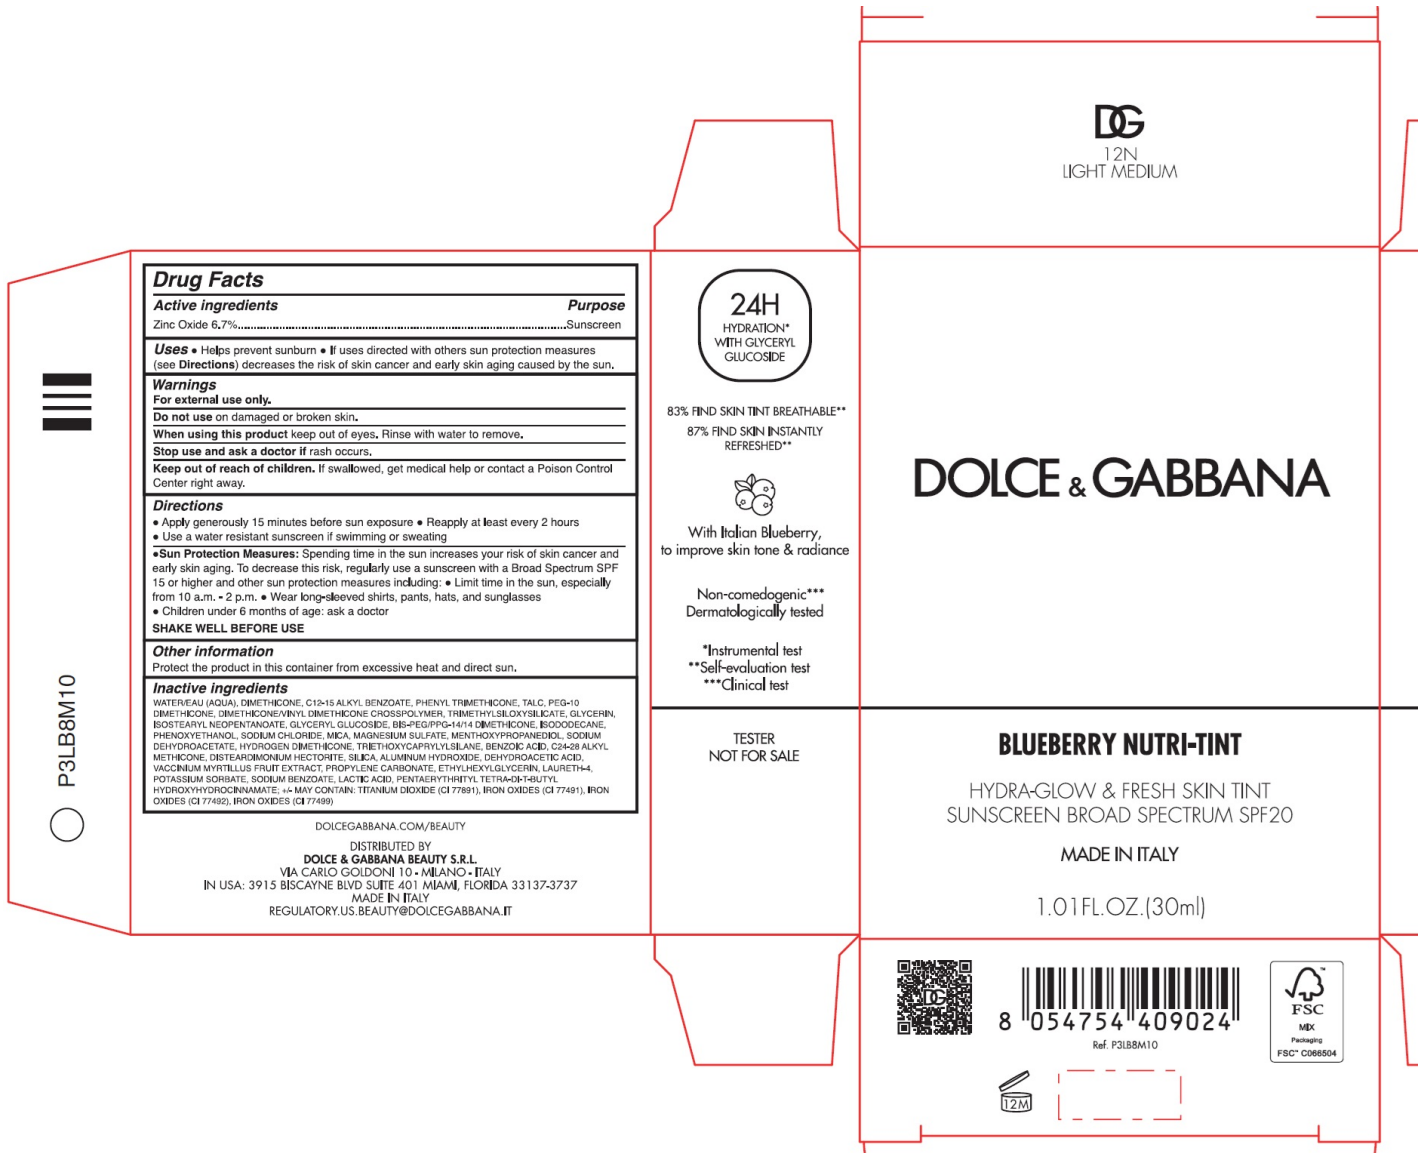 DG
12N
LIGHT MEDIUM
Drug Facts
Active ingredients Purpose
Zinc Oxide 6.7%......Sunscreen
Uses ● Helps prevent sunburn ● If uses directed with others sun protection measures
(see Directions) decreases the risk of skin cancer and early skin aging caused by the sun.
Warnings
For external use only.
Do not use on damaged or broken skin.
When using this product keep out of eyes. Rinse with water to remove.
Stop use and ask a doctor if rash occurs.
Keep out of reach of children. If swallowed, get medical help or contact a Poison Control
Center right away.
Directions
● Apply generously 15 minutes before sun exposure ● Reapply at least every 2 hours
● Use a water resistant sunscreen if swimming or sweating
●Sun Protection Measures: Spending time in the sun increases your risk of skin cancer and
early skin aging. To decrease this risk, regularly use a sunscreen with a Broad Spectrum SPF
15 or higher and other sun protection measures including: ● Limit time in the sun, especially
from 10 a.m. - 2 p.m. ● Wear long-sleeved shirts, pants, hats, and sunglasses
● Children under 6 months of age: ask a doctor
SHAKE WELL BEFORE USE
Other information
Protect the product in this container from excessive heat and direct sun.
Inactive ingredients
WATER/EAU (AQUA), DIMETHICONE, C12-15 ALKYL BENZOATE, PHENYL TRIMETHICONE, TALC, PEG-10
DIMETHICONE, DIMETHICONE/VINYL DIMETHICONE CROSSPOLYMER, TRIMETHYLSILOXYSILICATE, GLYCERIN,
ISOSTEARYL NEOPENTANOATE, GLYCERYL GLUCOSIDE, BIS-PEG/PPG-14/14 DIMETHICONE, ISODODECANE,
PHENOXYETHANOL, SODIUM CHLORIDE, MICA, MAGNESIUM SULFATE, MENTHOXYPROPANEDIOL, SODIUM
DEHYDROACETATE, HYDROGEN DIMETHICONE, TRIETHOXYCAPRYLYLSILANE, BENZOIC ACID, C24-28 ALKYL
METHICONE, DISTEARDIMONIUM HECTORITE, SILICA, ALUMINUM HYDROXIDE, DEHYDROACETIC ACID,
VACCINIUM MYRTILLUS FRUIT EXTRACT, PROPYLENE CARBONATE, ETHYLHEXYLGLYCERIN, LAURETH-4,
POTASSIUM SORBATE, SODIUM BENZOATE, LACTIC ACID, PENTAERYTHRITYL TETRA-DI-T-BUTYL
HYDROXYHYDROCINNAMATE; +/- MAY CONTAIN: TITANIUM DIOXIDE (CI 77891), IRON OXIDES (CI 77491), IRON
OXIDES (CI 77492), IRON OXIDES (CI 77499)
DOLCEGABBANA.COM/BEAUTY
DISTRIBUTED BY
DOLCE & GABBANA BEAUTY S.R.L.
VIA CARLO GOLDONI 10 - MILANO - ITALY
IN USA: 3915 BISCAYNE BLVD SUITE 401 MIAMI, FLORIDA 33137-3737
MADE IN ITALY
REGULATORY.US.BEAUTY@DOLCEGABBANA.IT
P3LB8M10
24H
HYDRATION*
WITH GLYCERYL
GLUCOSIDE
83% FIND SKIN TINT BREATHABLE**
87% FIND SKIN INSTANTLY
REFRESHED**
With Italian Blueberry,
to improve skin tone & radiance
Non-comedogenic***
Dermatologically tested
*Instrumental test
**Self-evaluation test
***Clinical test
TESTER
NOT FOR SALE
DOLCE & GABBANA
BLUEBERRY NUTRI-TINT
HYDRA-GLOW & FRESH SKIN TINT
SUNSCREEN BROAD SPECTRUM SPF20
MADE IN ITALY
1.01FL.OZ.(30ml)
DG
8 054754 409024
Ref. P3LB8M10
12M
FSC™
MIX
Packaging
FSC™ C066504